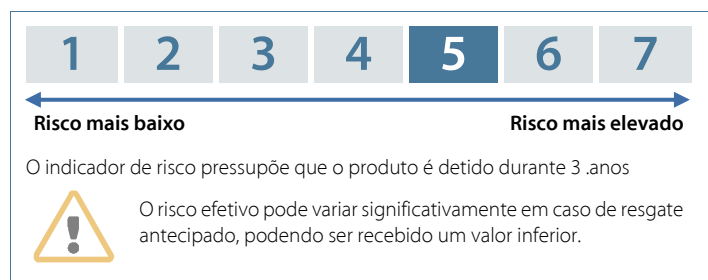 1 2 3 4 5 6 7
Risco mais baixo Risco mais elevado
O indicador de risco pressupõe que o produto é detido durante 3 .anos
O risco efetivo pode variar significativamente em caso de resgate
antecipado, podendo ser recebido um valor inferior.